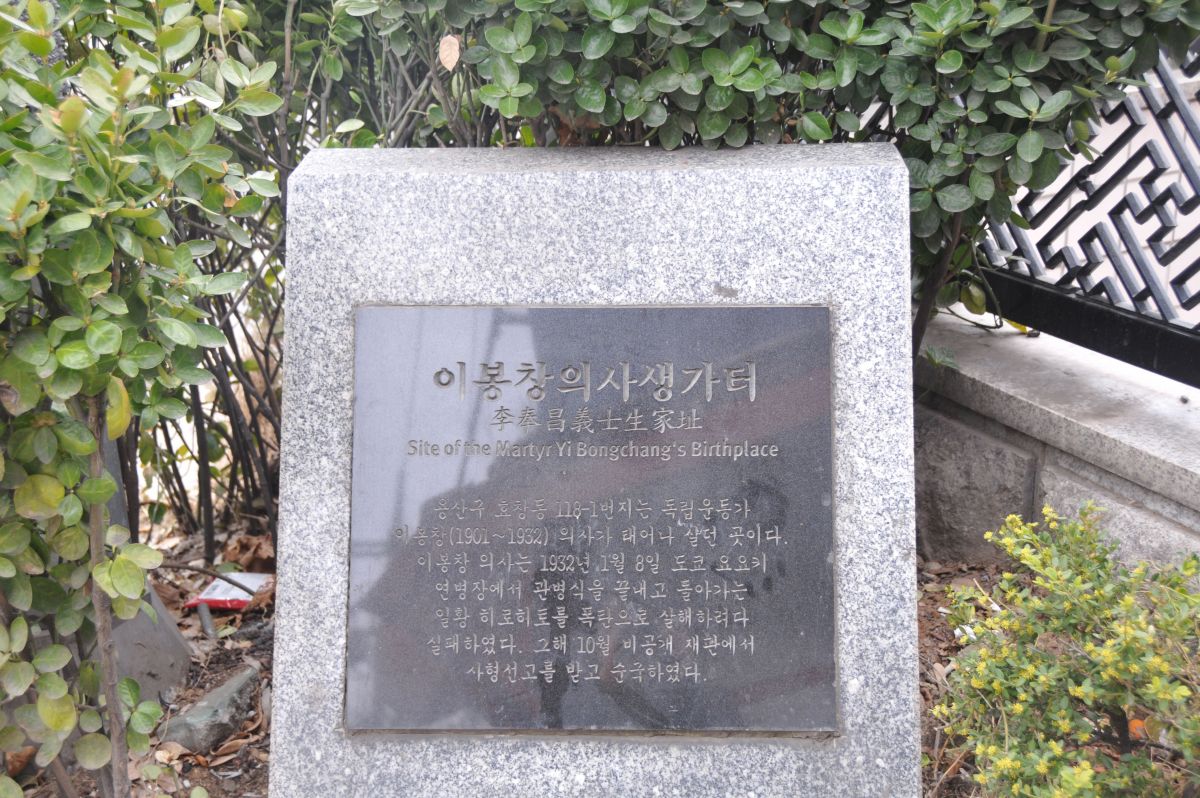 이봉창의사생가터
李奉昌義士生家址
Site of the Martyr Yi Bongchang's Birthplace
용산구 효창동 118-1번지는 독립운동가
이봉창(1901~1932) 의사가 태어나 살던 곳이다.
이봉창 의사는 1932년 1월 8일 도쿄 요요키
연병장에서 관병식을 끝내고 돌아가는
일황 히로히토를 폭탄으로 살해하려다
실패하였다. 그해 10월 비공개 재판에서
사형선고를 받고 순국하였다.